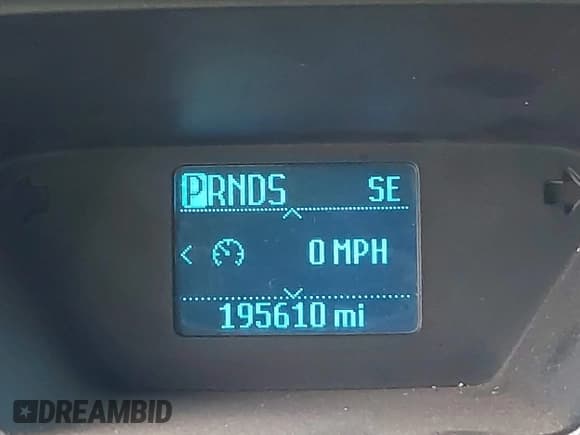 PRNDS SE
0 MPH
195610 mi
DREAMBID